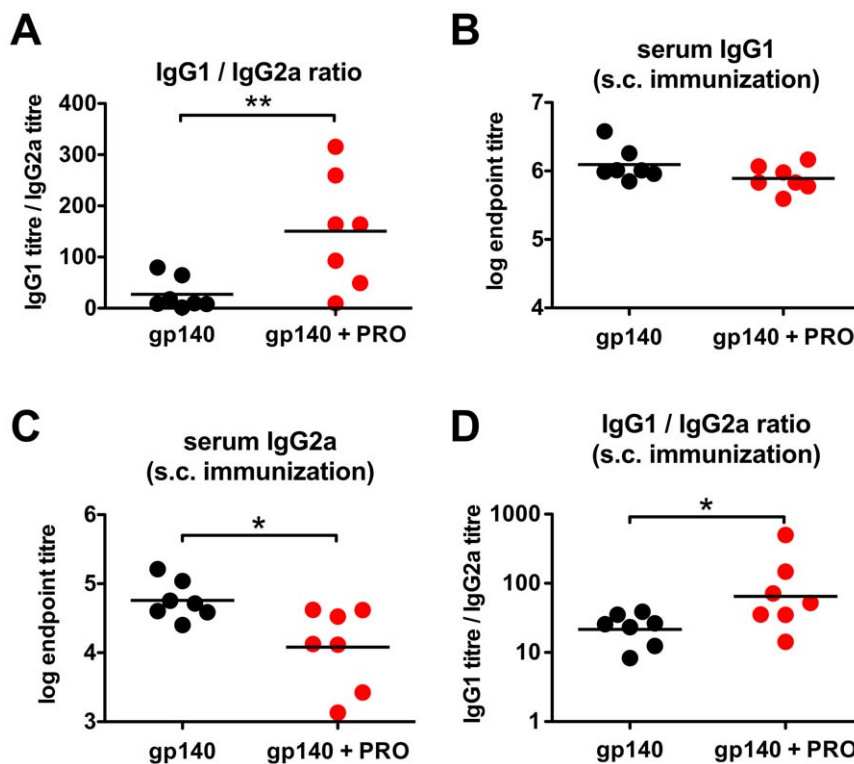 A
IgG1 / IgG2a ratio
**
IgG1 titre / IgG2a titre
400
300
200
100
0
gp140
gp140 + PRO
B
serum IgG1
(s.c. immunization)
log endpoint titre
7
6
5
4
gp140
gp140 + PRO
C
serum IgG2a
(s.c. immunization)
*
log endpoint titre
6
5
4
3
gp140
gp140 + PRO
D
IgG1 / IgG2a ratio
(s.c. immunization)
*
IgG1 titre / IgG2a titre
1000
100
10
1
gp140
gp140 + PRO